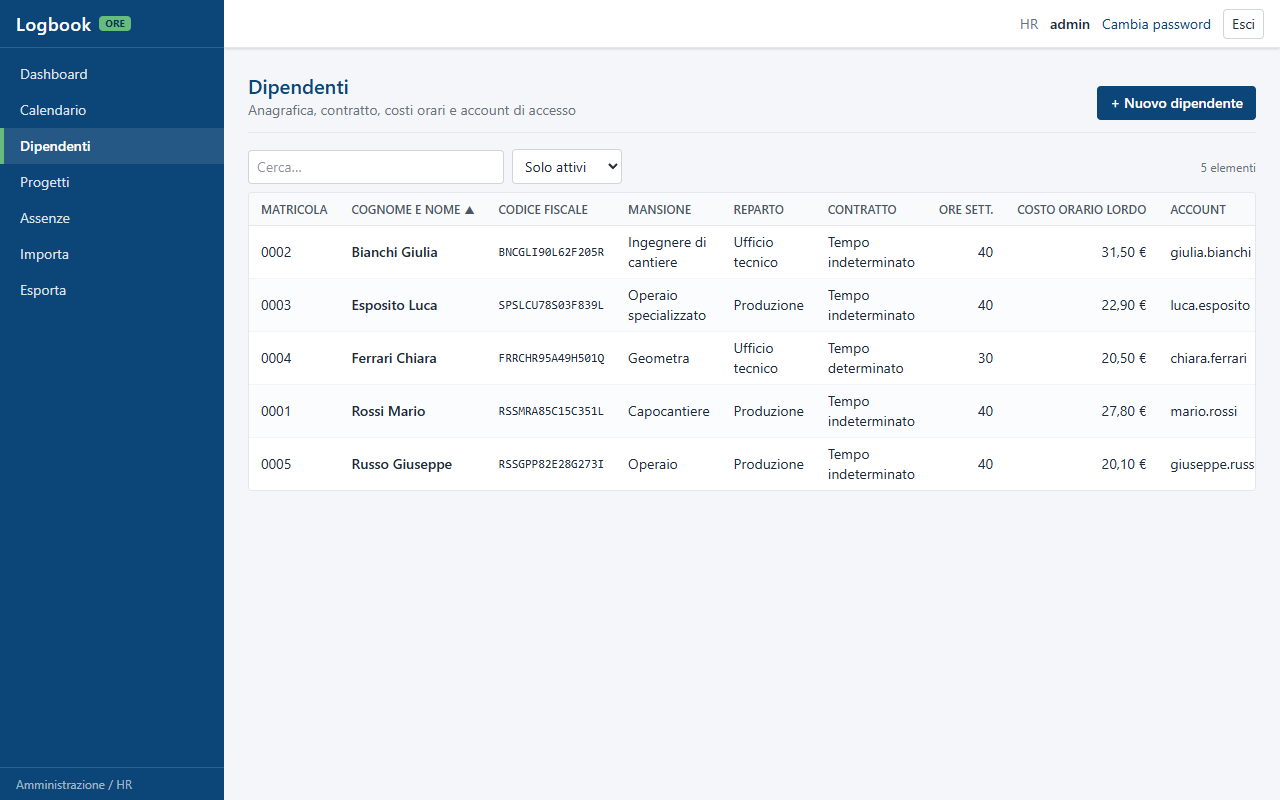 Logbook ORE
HR admin Cambia password Esci
Dashboard
Calendario
Dipendenti
Progetti
Assenze
Importa
Esporta
Amministrazione / HR
Dipendenti
Anagrafica, contratto, costi orari e account di accesso
+ Nuovo dipendente
Cerca...
Solo attivi
5 elementi
MATRICOLA COGNOME E NOME ▲ CODICE FISCALE MANSIONE REPARTO CONTRATTO ORE SETT. COSTO ORARIO LORDO ACCOUNT
0002 Bianchi Giulia BNCGLI90L62F205R Ingegnere di cantiere Ufficio tecnico Tempo indeterminato 40 31,50 € giulia.bianchi
0003 Esposito Luca SPSLCU78S03F839L Operaio specializzato Produzione Tempo indeterminato 40 22,90 € luca.esposito
0004 Ferrari Chiara FRRCHR95A49H501Q Geometra Ufficio tecnico Tempo determinato 30 20,50 € chiara.ferrari
0001 Rossi Mario RSSMRA85C15C351L Capocantiere Produzione Tempo indeterminato 40 27,80 € mario.rossi
0005 Russo Giuseppe RSSGPP82E28G273I Operaio Produzione Tempo indeterminato 40 20,10 € giuseppe.russ